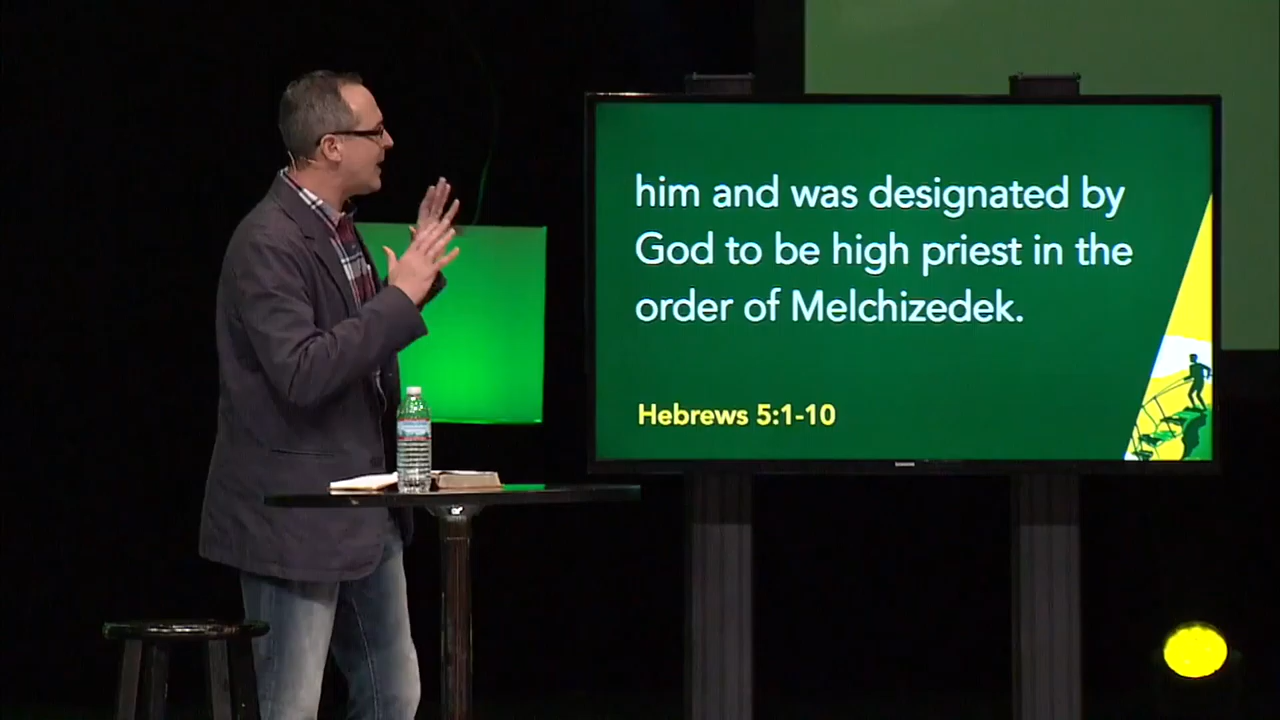 him and was designated by
God to be high priest in the
order of Melchizedek.
Hebrews 5:1-10